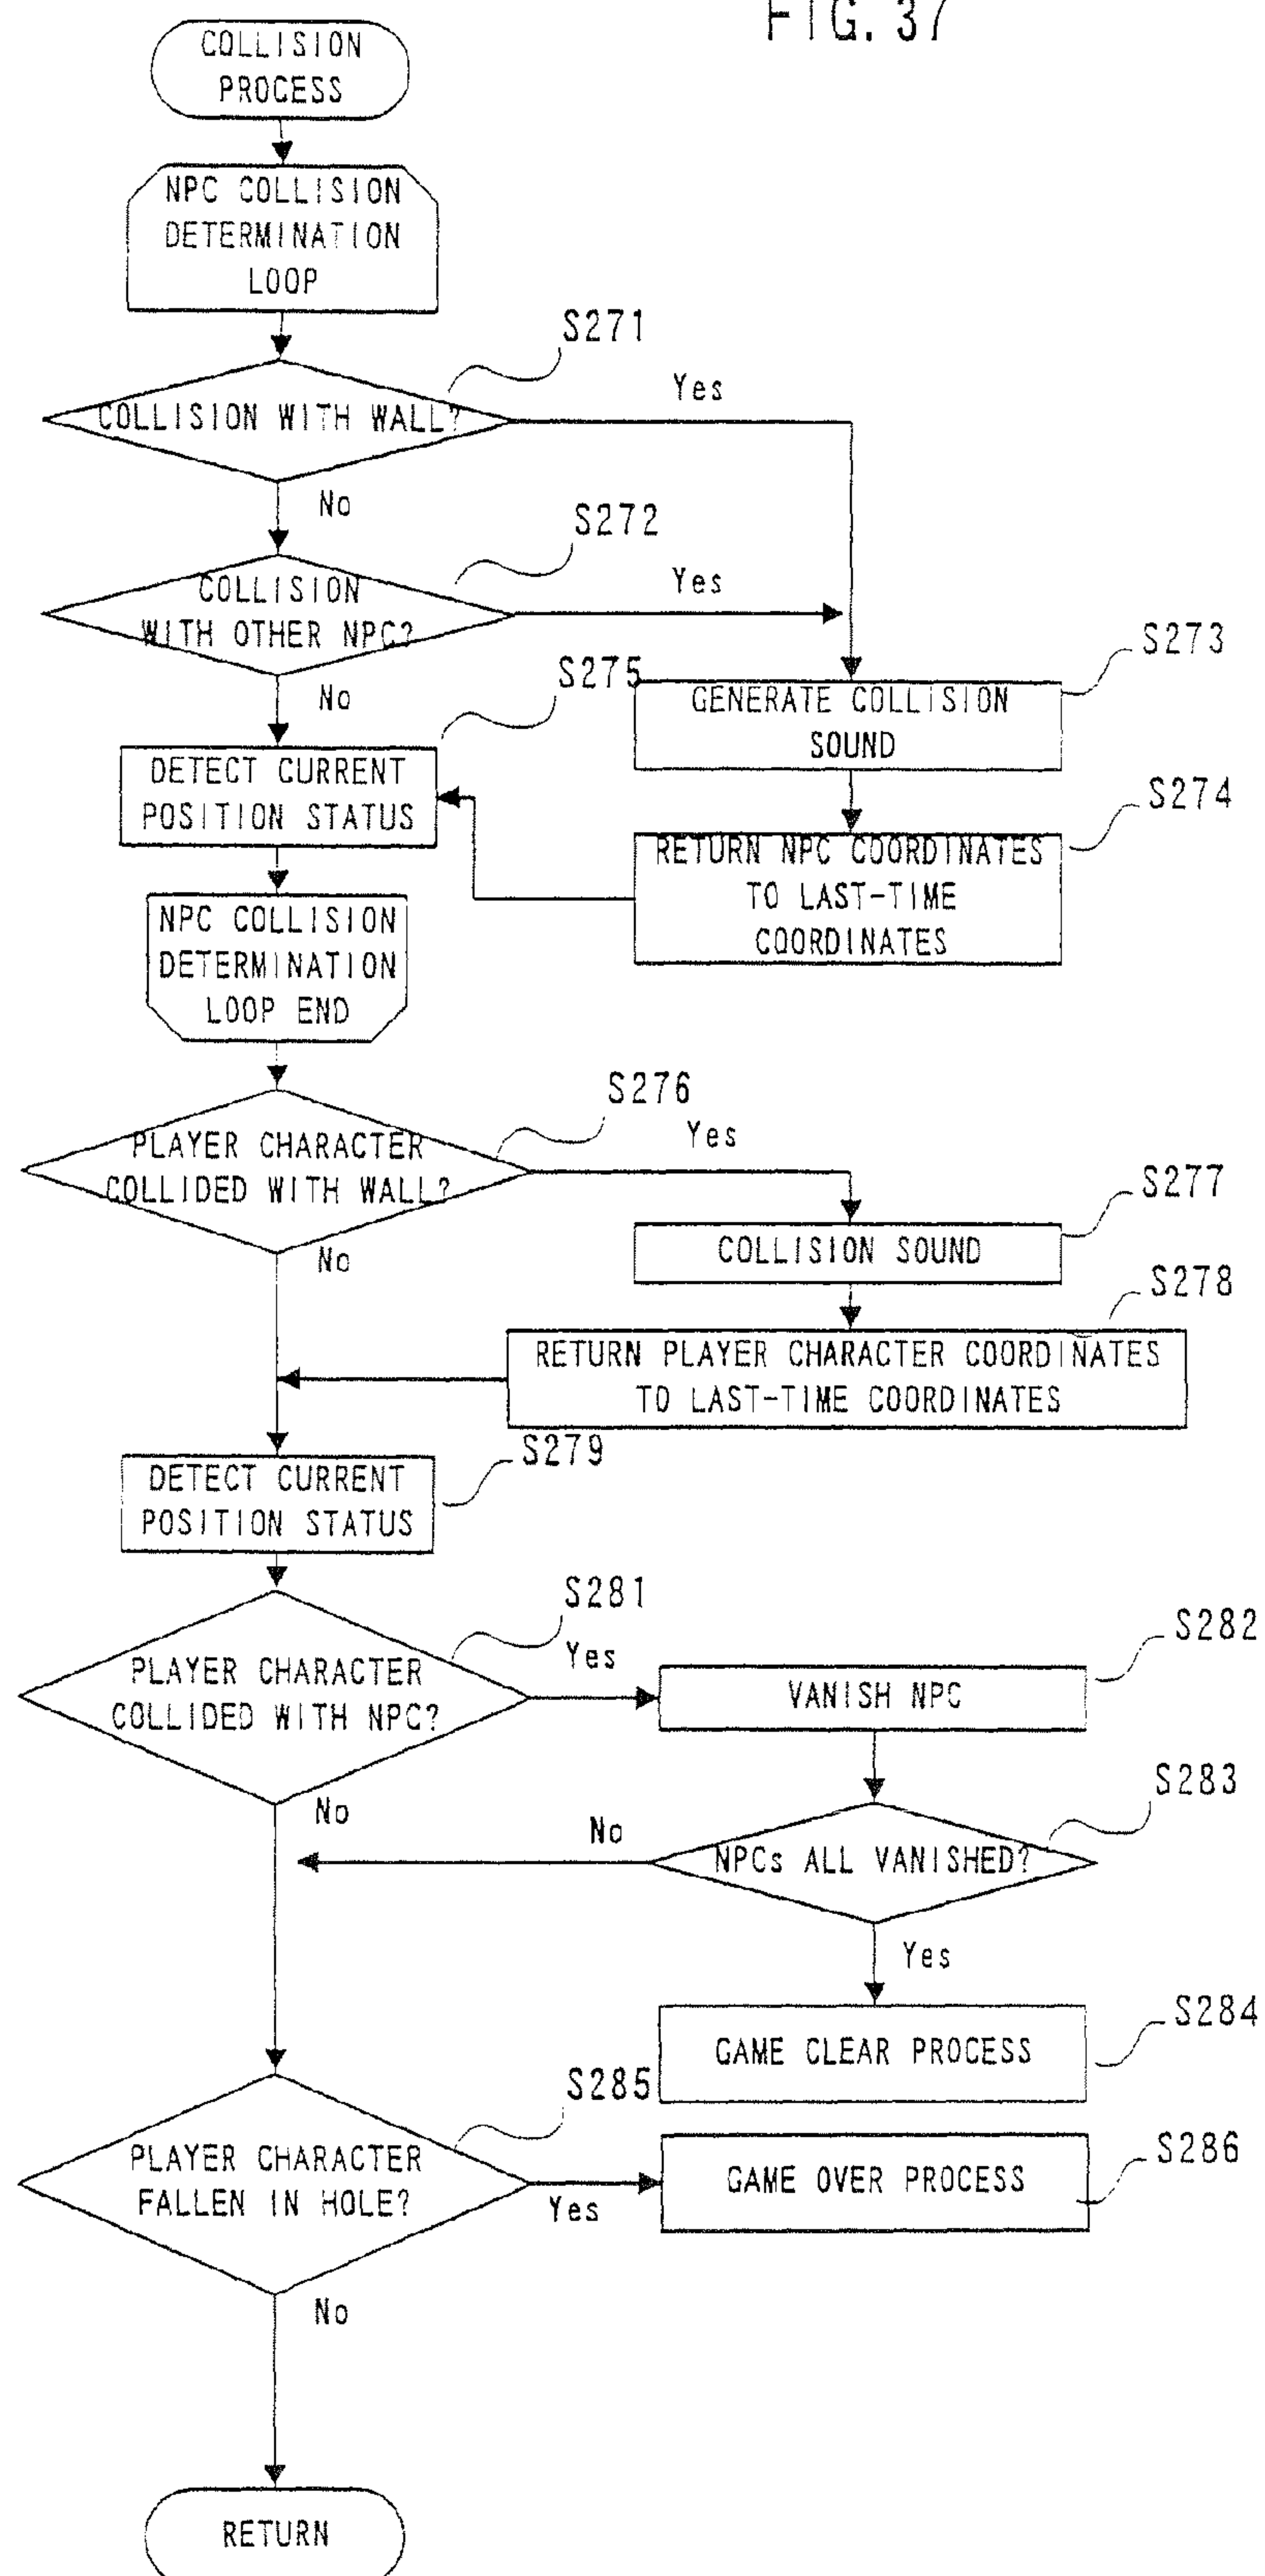 FIG. 37
COLLISION
PROCESS
NPC COLLISION
DETERMINATION
LOOP
S271
COLLISION WITH WALL?
Yes
No
S272
COLLISION
WITH OTHER NPC?
Yes
No
S273
GENERATE COLLISION
SOUND
S274
RETURN NPC COORDINATES
TO LAST-TIME
COORDINATES
S275
DETECT CURRENT
POSITION STATUS
NPC COLLISION
DETERMINATION
LOOP END
S276
PLAYER CHARACTER
COLLIDED WITH WALL?
Yes
No
S277
COLLISION SOUND
S278
RETURN PLAYER CHARACTER COORDINATES
TO LAST-TIME COORDINATES
S279
DETECT CURRENT
POSITION STATUS
S281
PLAYER CHARACTER
COLLIDED WITH NPC?
Yes
No
S282
VANISH NPC
S283
NPCs ALL VANISHED?
No
Yes
S284
GAME CLEAR PROCESS
S285
PLAYER CHARACTER
FALLEN IN HOLE?
Yes
No
S286
GAME OVER PROCESS
RETURN